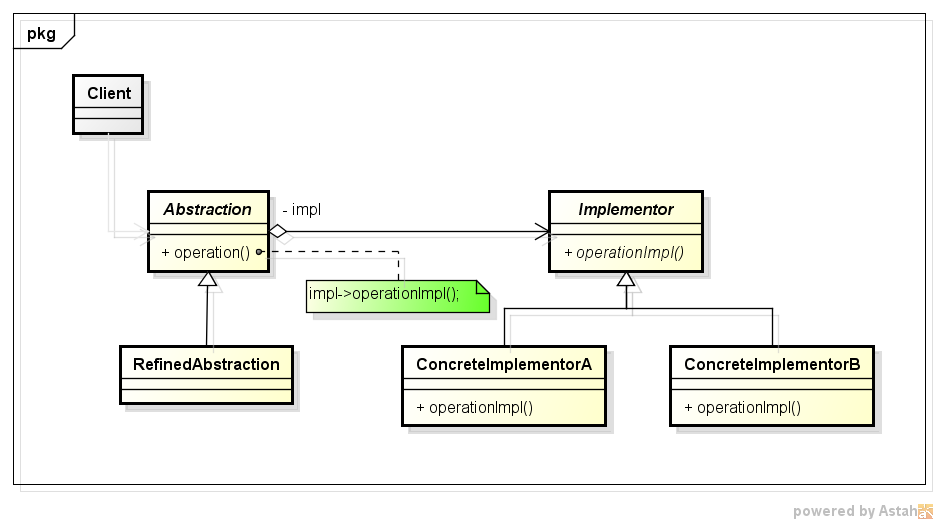 pkg
Client
Abstraction
- impl
Implementor
+ operation()
+ operationImpl()
impl->operationImpl();
RefinedAbstraction
ConcreteImplementorA
ConcreteImplementorB
+ operationImpl()
+ operationImpl()
powered by Astah